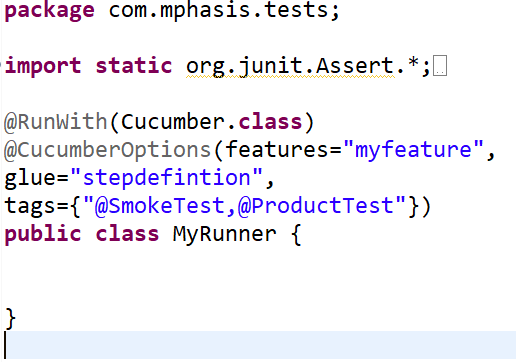 package com.mphasis.tests;
import static org.junit.Assert.*;
@RunWith(Cucumber.class)
@CucumberOptions(features="myfeature",
glue="stepdefintion",
tags={"@SmokeTest,@ProductTest"})
public class MyRunner {
}